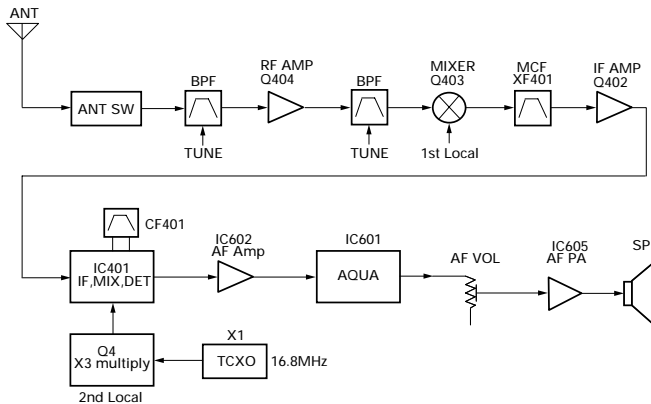 ANT
ANT SW
BPF
TUNE
RF AMP
Q404
BPF
TUNE
MIXER
Q403
1st Local
MCF
XF401
IF AMP
Q402
CF401
IC401
IF,MIX,DET
IC602
AF Amp
IC601
AQUA
AF VOL
IC605
AF PA
SP
Q4
X3 multiply
2nd Local
X1
TCXO
16.8MHz